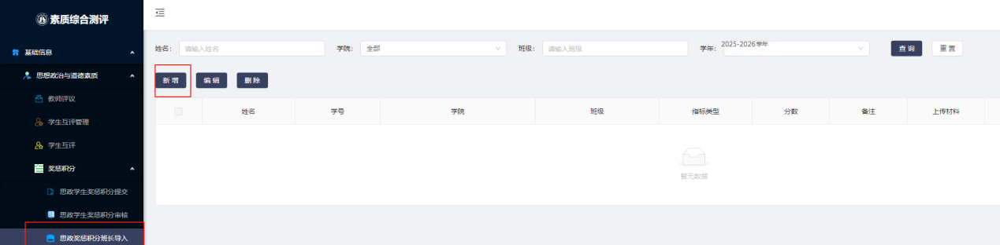 素质综合测评
基础信息
思想政治与道德素质
教师评议
学生互评管理
学生互评
奖惩积分
思政学生奖惩积分提交
思政学生奖惩积分审核
思政奖惩积分班长导入
姓名: 请输入姓名 学院: 全部 班级: 请输入班级 学年: 2025-2026学年 查询 重置
新增 编辑 删除
姓名 学号 学院 班级 指标类型 分数 备注 上传材料
暂无数据